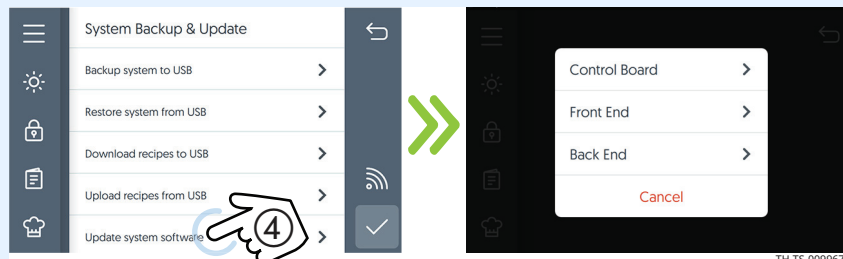 System Backup & Update
Backup system to USB
Restore system from USB
Download recipes to USB
Upload recipes from USB
Update system software
4
Control Board
Front End
Back End
Cancel